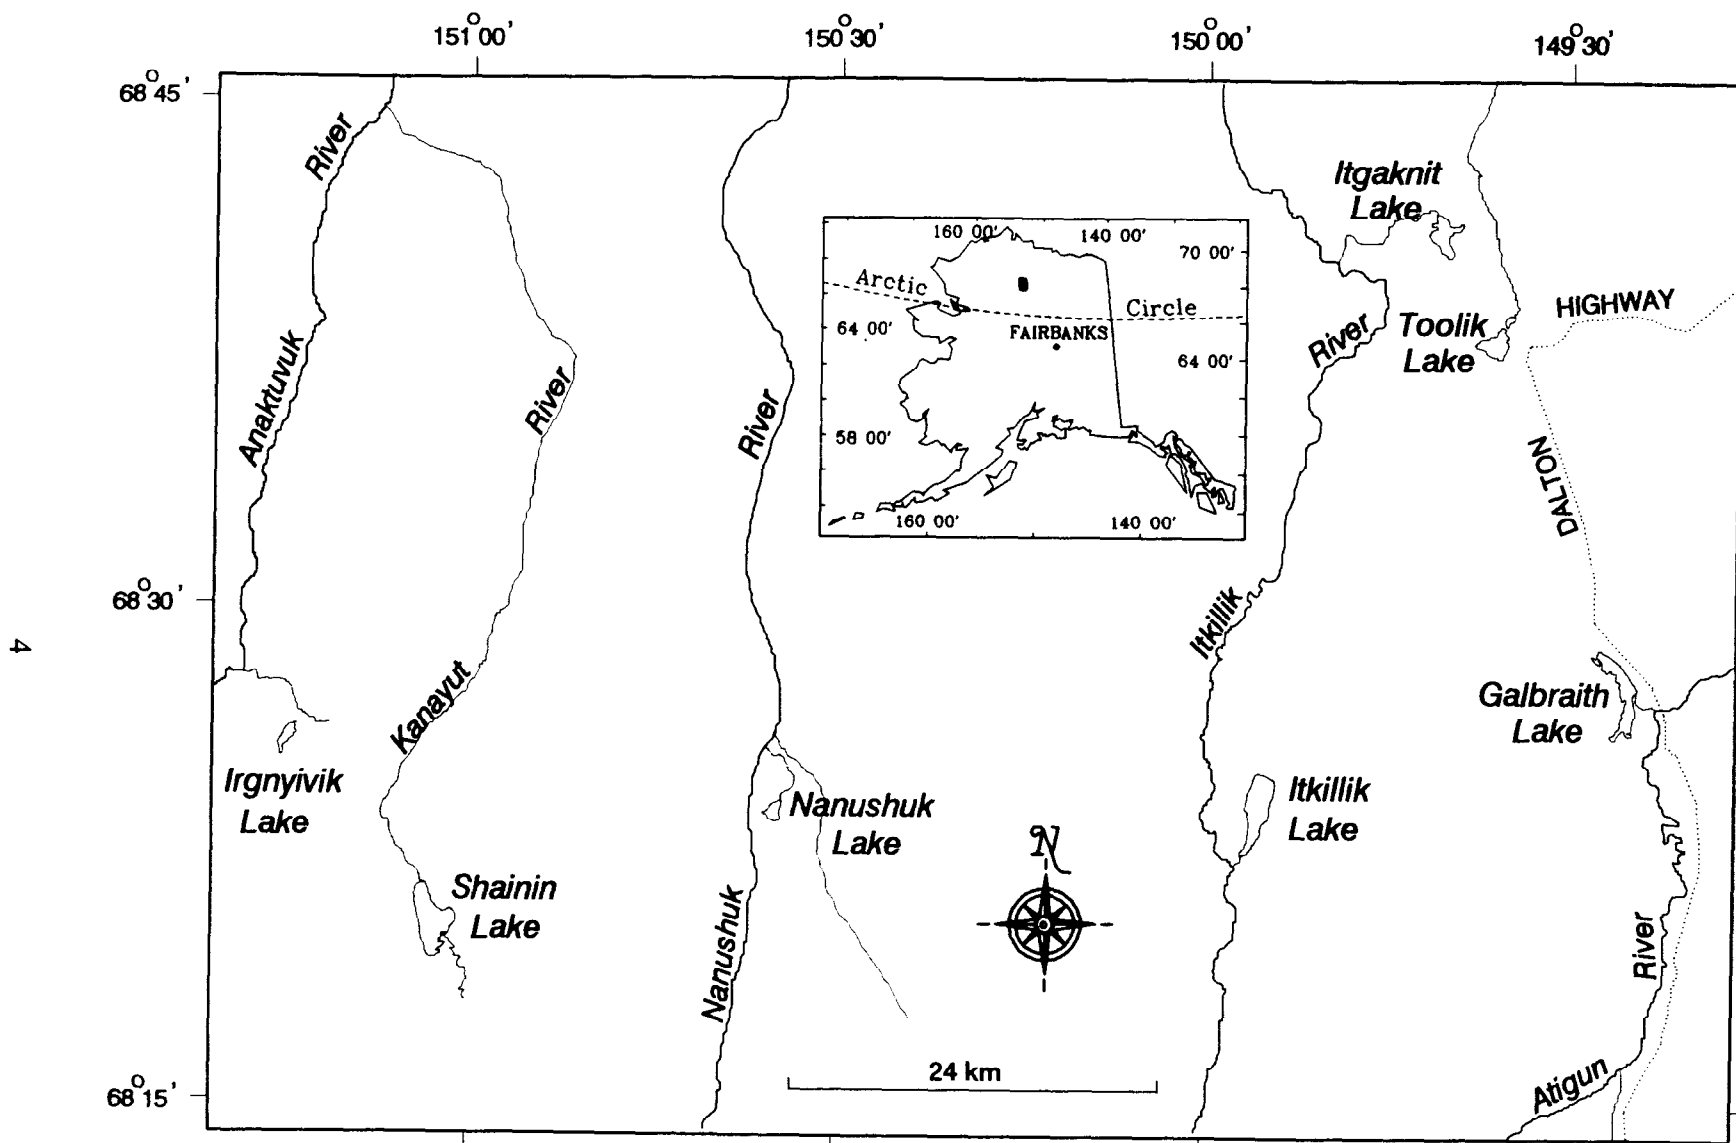 151° 00'
150° 30'
150° 00'
149° 30'
68° 45'
River
Itgaknit
Lake
160 00'
140 00'
70 00'
Arctic
Circle
64 00'
FAIRBANKS
64 00'
58 00'
160 00'
140 00'
HIGHWAY
River
Toolik
Lake
Anaktuvuk
River
River
DALTON
68° 30'
Itkillik
4
Kanayut
Galbraith
Lake
Irgnyivik
Lake
Nanushuk
Lake
Itkillik
Lake
N
Shainin
Lake
Nanushuk
River
24 km
68° 15'
Atigun